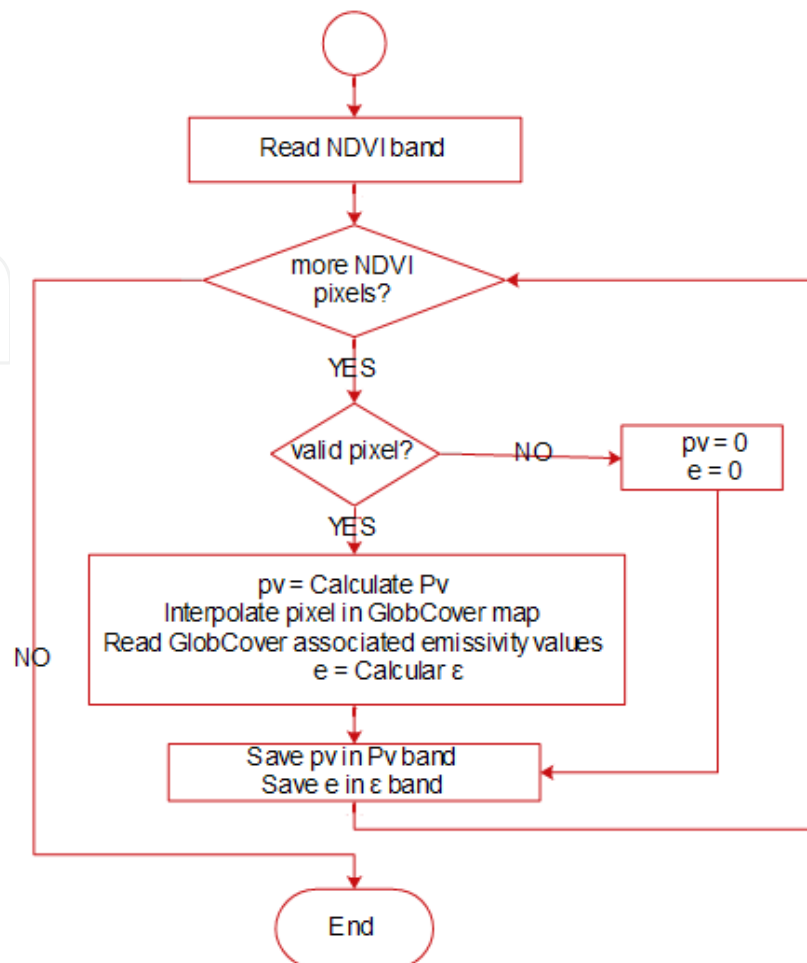 Read NDVI band
more NDVI
pixels?
YES
valid pixel?
NO
pv = 0
e = 0
YES
pv = Calculate Pv
Interpolate pixel in GlobCover map
Read GlobCover associated emissivity values
e = Calcular ε
NO
Save pv in Pv band
Save e in ε band
End